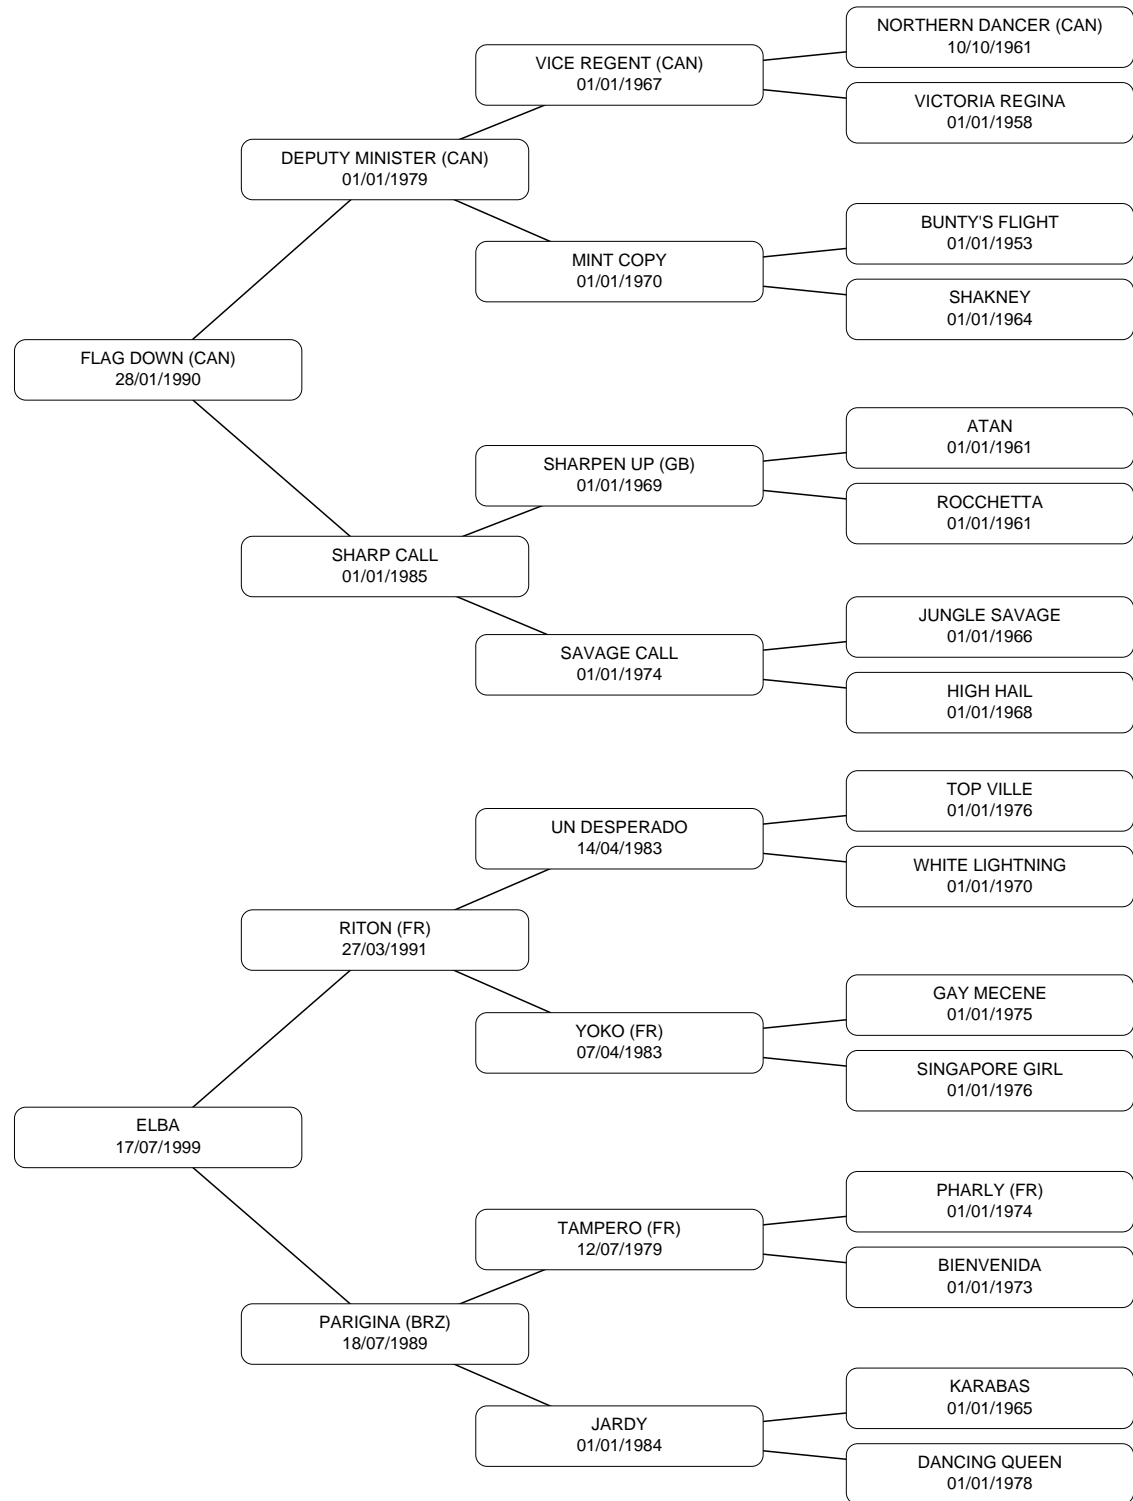 NORTHERN DANCER (CAN)
10/10/1961
VICE REGENT (CAN)
01/01/1967
VICTORIA REGINA
01/01/1958
DEPUTY MINISTER (CAN)
01/01/1979
BUNTY'S FLIGHT
01/01/1953
MINT COPY
01/01/1970
SHAKNEY
01/01/1964
FLAG DOWN (CAN)
28/01/1990
ATAN
01/01/1961
SHARPEN UP (GB)
01/01/1969
ROCCHETTA
01/01/1961
SHARP CALL
01/01/1985
JUNGLE SAVAGE
01/01/1966
SAVAGE CALL
01/01/1974
HIGH HAIL
01/01/1968
TOP VILLE
01/01/1976
UN DESPERADO
14/04/1983
WHITE LIGHTNING
01/01/1970
RITON (FR)
27/03/1991
GAY MECENE
01/01/1975
YOKO (FR)
07/04/1983
SINGAPORE GIRL
01/01/1976
ELBA
17/07/1999
PHARLY (FR)
01/01/1974
TAMPERO (FR)
12/07/1979
BIENVENIDA
01/01/1973
PARIGINA (BRZ)
18/07/1989
KARABAS
01/01/1965
JARDY
01/01/1984
DANCING QUEEN
01/01/1978